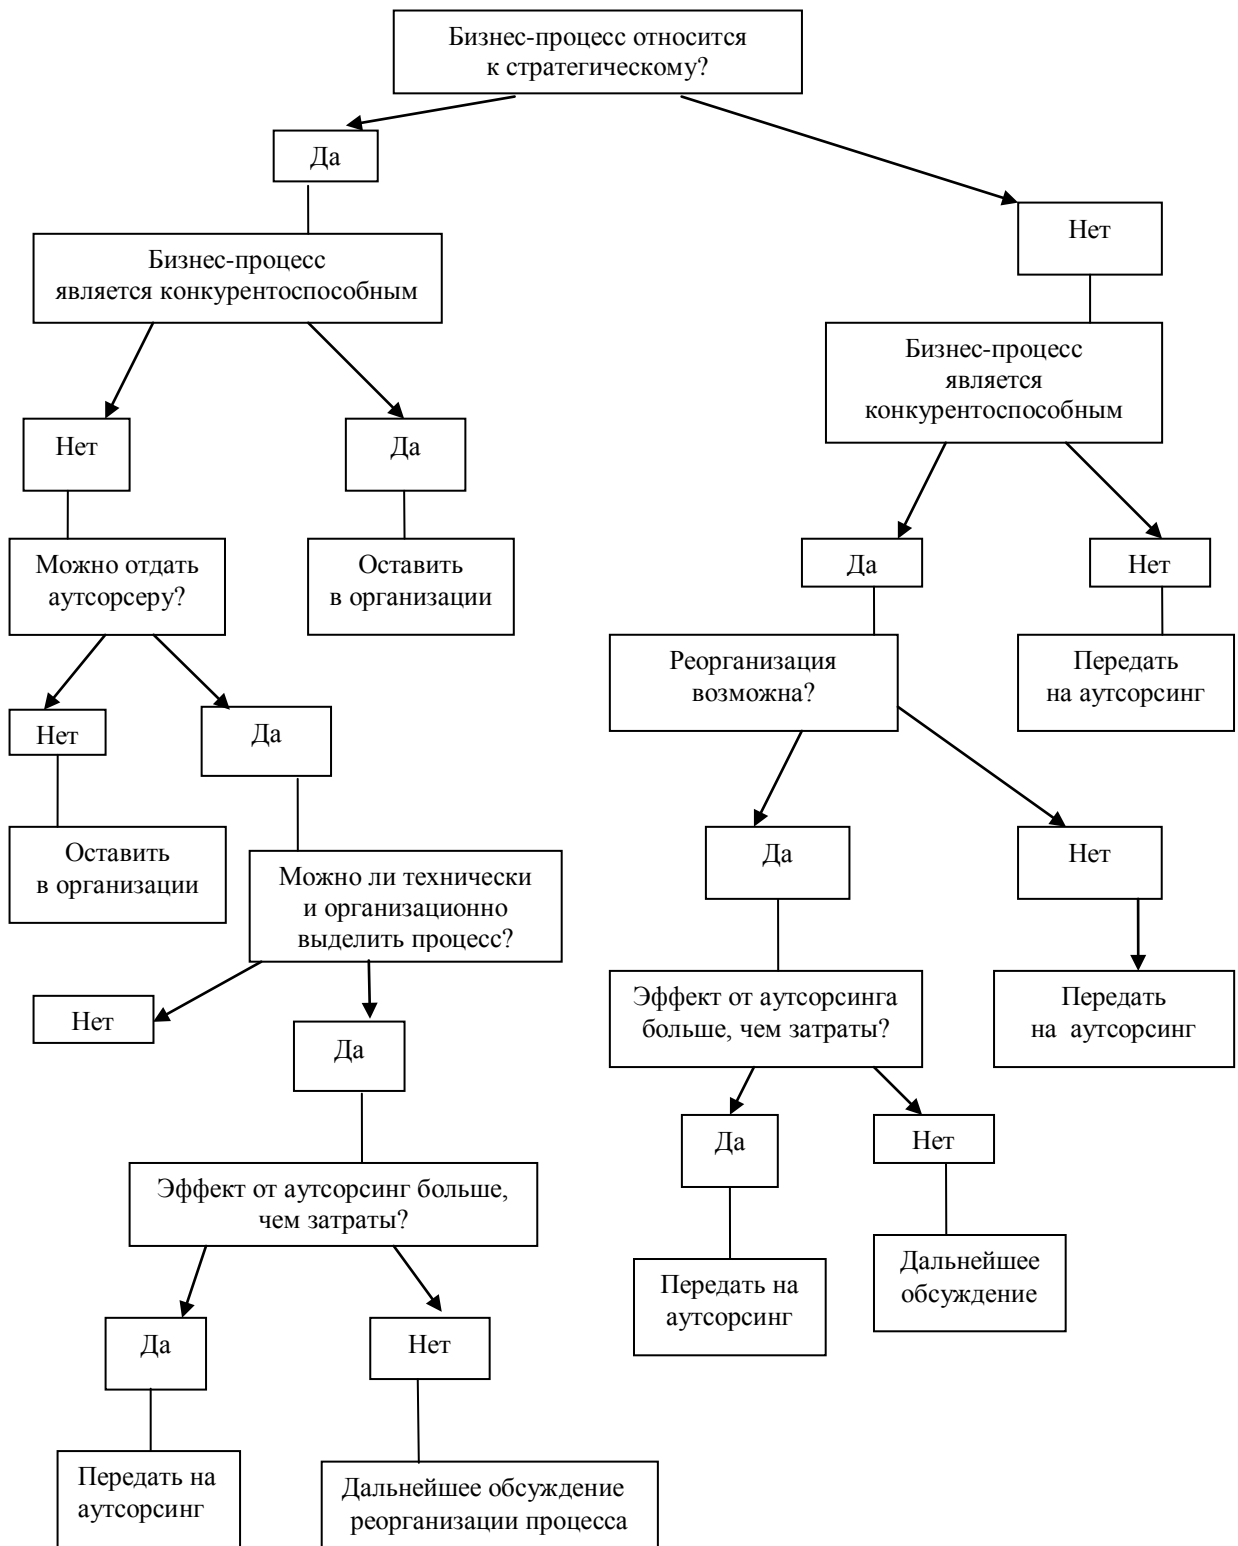 Бизнес-процесс относится
к стратегическому?
Да
Нет
Бизнес-процесс
является конкурентоспособным
Бизнес-процесс
является
конкурентоспособным
Нет
Да
Да
Нет
Можно отдать
аутсорсеру?
Оставить
в организации
Реорганизация
возможна?
Передать
на аутсорсинг
Нет
Да
Да
Нет
Оставить
в организации
Можно ли технически
и организационно
выделить процесс?
Эффект от аутсорсинга
больше, чем затраты?
Передать
на аутсорсинг
Нет
Да
Да
Нет
Эффект от аутсорсинг больше,
чем затраты?
Передать на
аутсорсинг
Дальнейшее
обсуждение
Да
Нет
Передать на
аутсорсинг
Дальнейшее обсуждение
реорганизации процесса